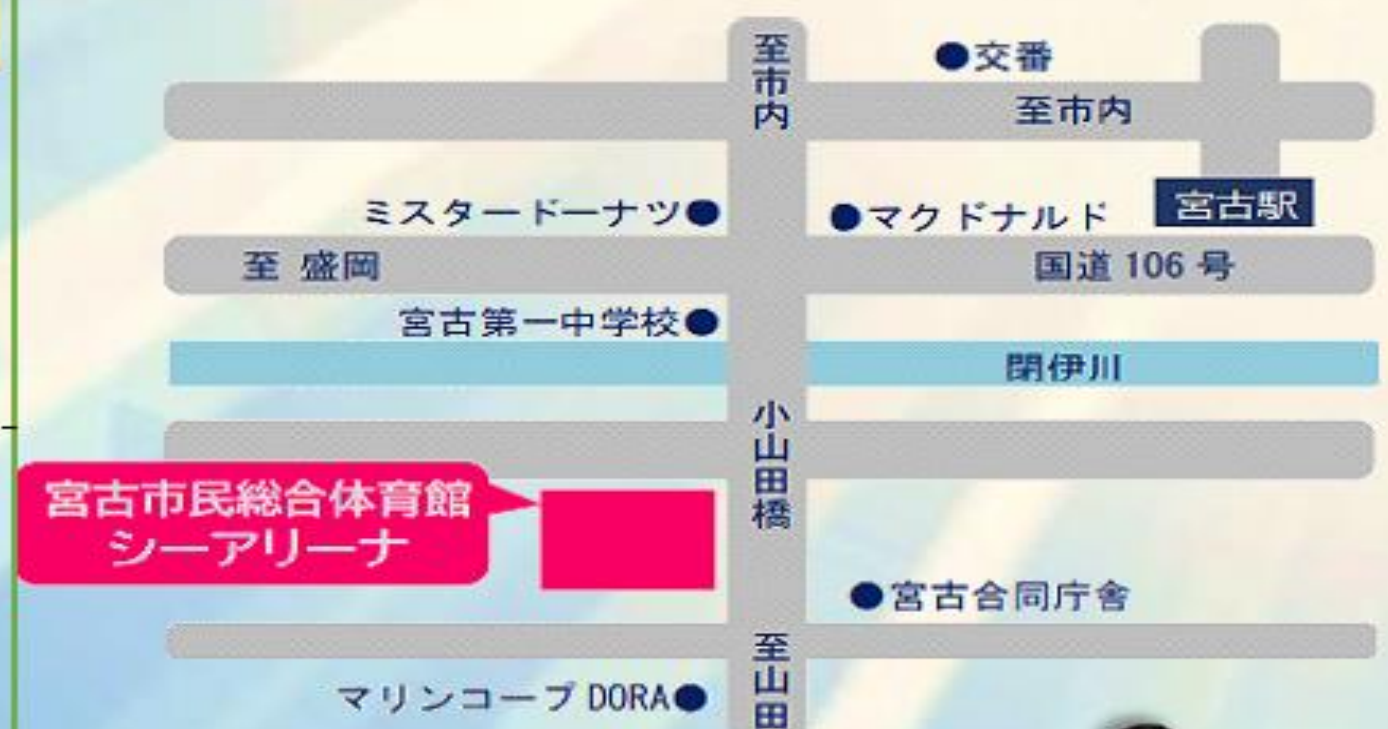 至市内
●交番
至市内
ミスタードーナツ●
●マクドナルド
宮古駅
至 盛岡
国道 106 号
宮古第一中学校●
閉伊川
小山田橋
宮古市民総合体育館
シーアリーナ
●宮古合同庁舎
至山田
マリンコープ DORA●